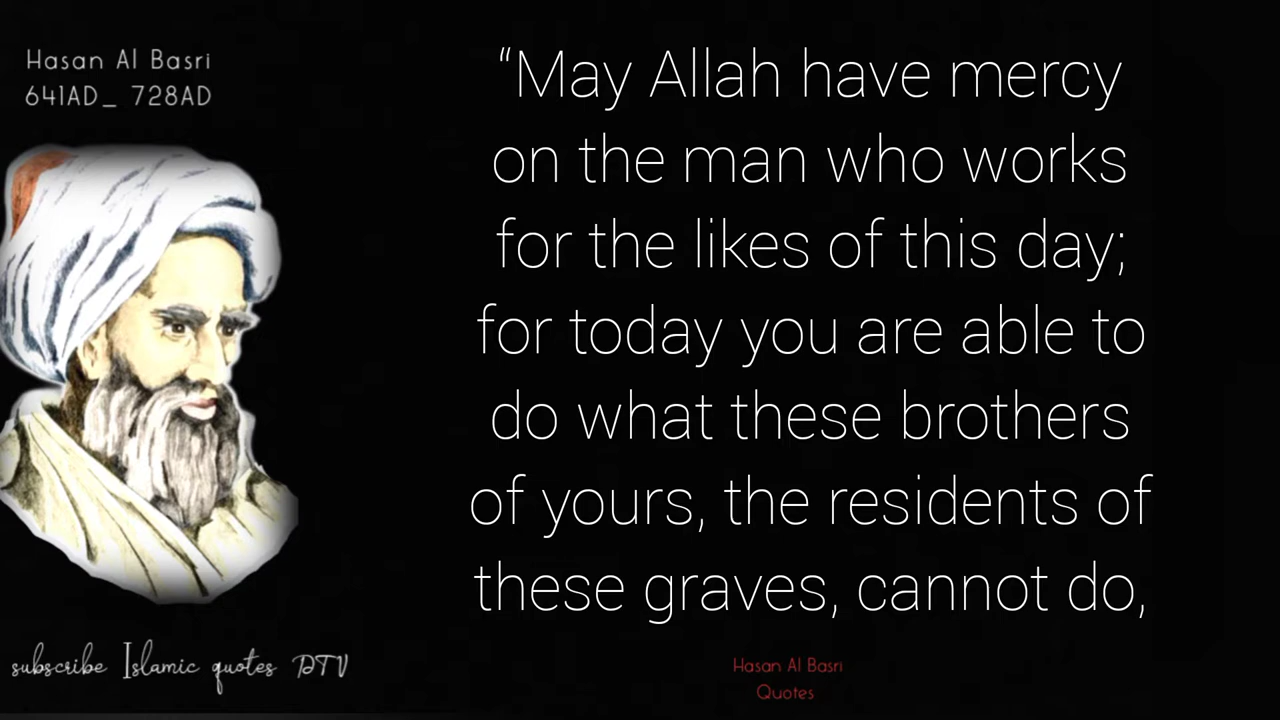 Hasan Al Basri
641AD_ 728AD
“May Allah have mercy
on the man who works
for the likes of this day;
for today you are able to
do what these brothers
of yours, the residents of
these graves, cannot do,
subscribe Islamic quotes DTV
Hasan Al Basri
Quotes